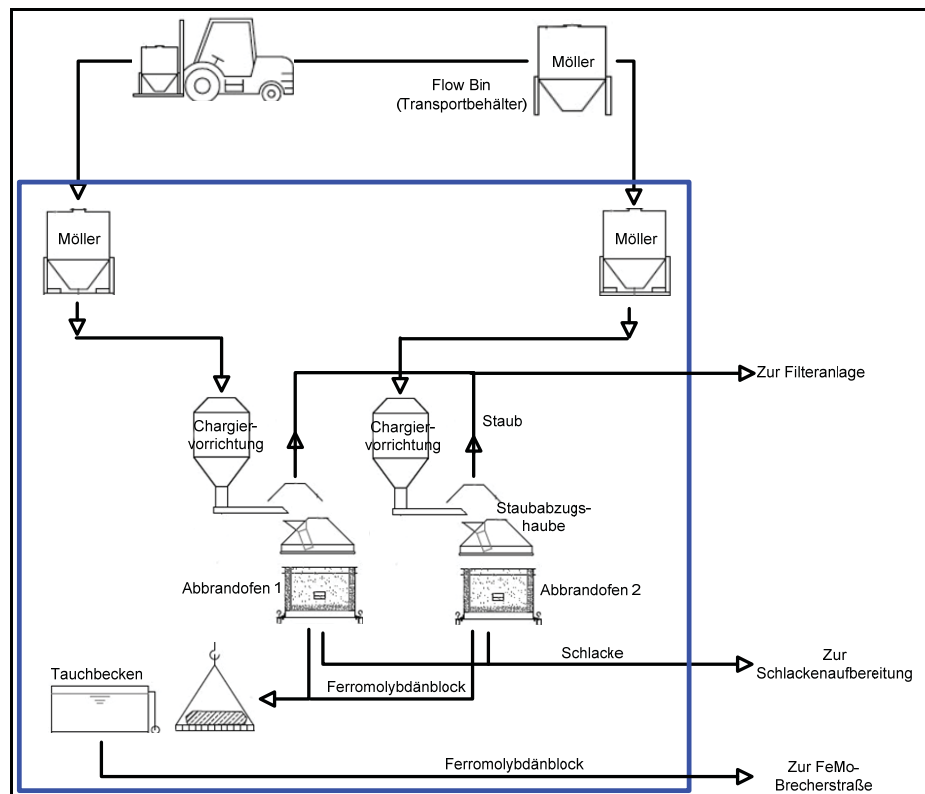 Möller
Flow Bin
(Transportbehälter)
Möller
Möller
Zur Filteranlage
Chargier-
vorrichtung
Chargier-
vorrichtung
Staub
Staubabzugs-
haube
Abbrandofen 1
Abbrandofen 2
Schlacke
Zur
Schlackenaufbereitung
Tauchbecken
Ferromolybdänblock
Ferromolybdänblock
Zur FeMo-
Brecherstraße